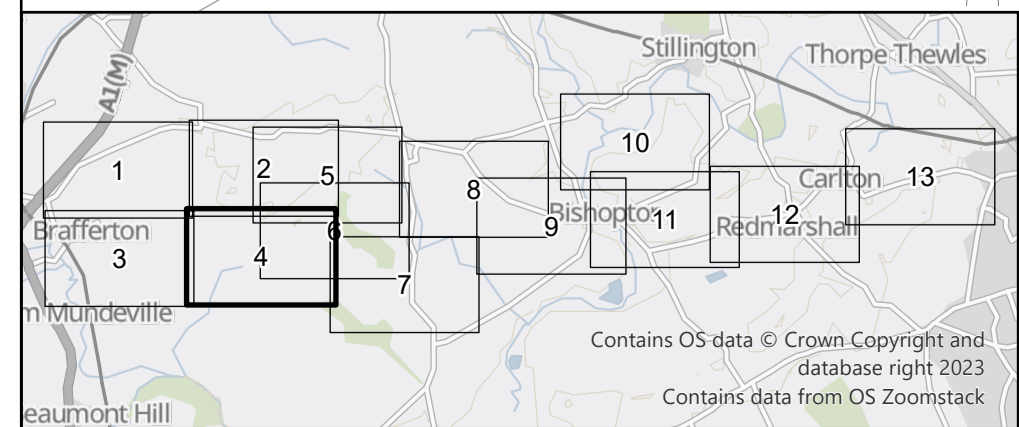 Stillington
Thorpe Thewles
A1(M)
10
1
2
5
Carlton
13
8
Brafferton
6
Bishopton
11
12
Redmarshall
9
3
4
7
m Mundeville
Contains OS data © Crown Copyright and
database right 2023
Contains data from OS Zoomstack
eaumont Hill